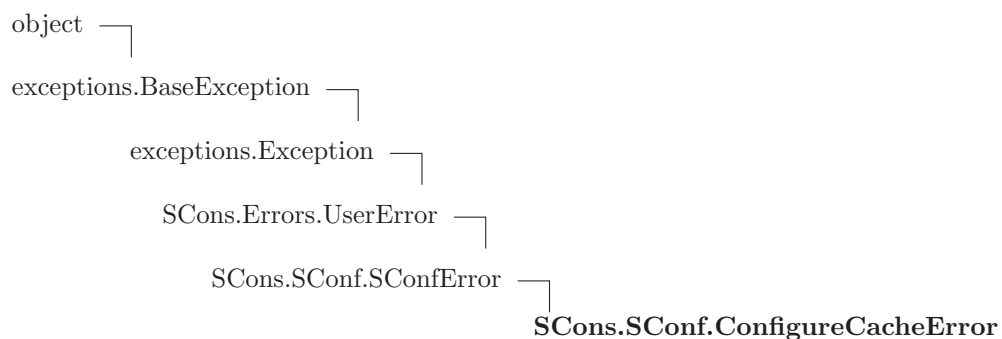 object
exceptions.BaseException
exceptions.Exception
SCons.Errors.UserError
SCons.SConf.SConfError
SCons.SConf.ConfigureCacheError